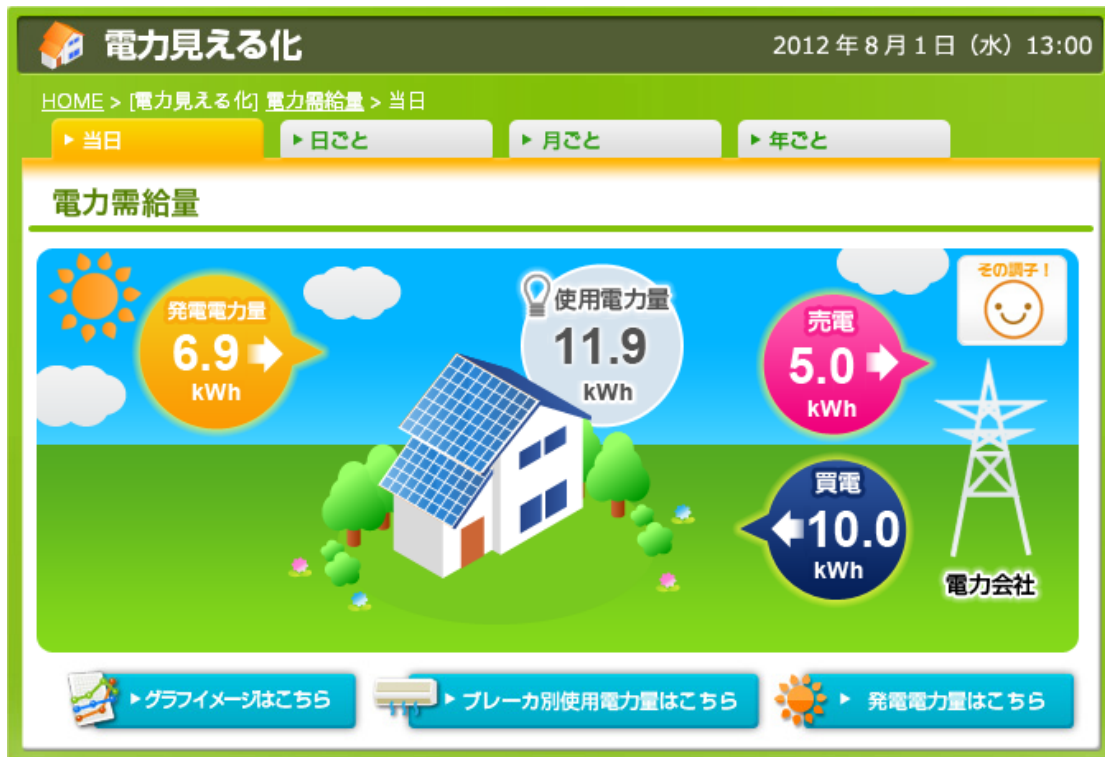 電力見える化
2012年8月1日（水）13:00
HOME > [電力見える化] 電力需給量 > 当日
当日
日ごと
月ごと
年ごと
電力需給量
発電電力量
6.9
kWh
使用電力量
11.9
kWh
売電
5.0
kWh
その調子！
買電
10.0
kWh
電力会社
グラフイメージはこちら
ブレーカ別使用電力量はこちら
発電電力量はこちら